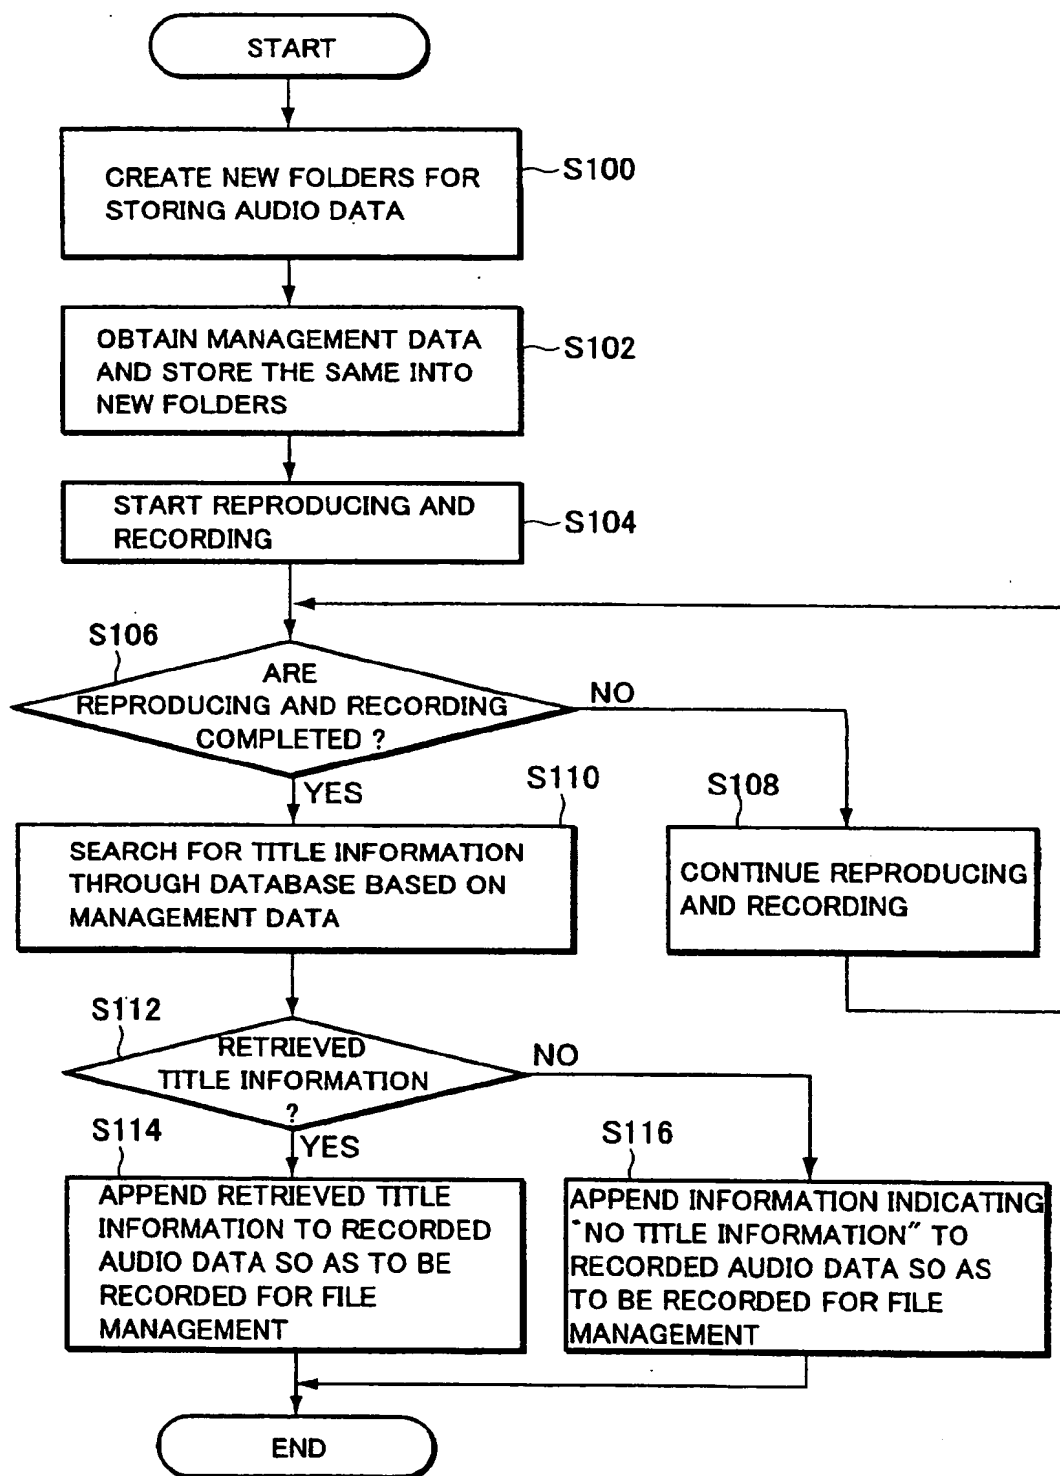 START
CREATE NEW FOLDERS FOR
STORING AUDIO DATA
S100
OBTAIN MANAGEMENT DATA
AND STORE THE SAME INTO
NEW FOLDERS
S102
START REPRODUCING AND
RECORDING
S104
S106
ARE
REPRODUCING AND RECORDING
COMPLETED ?
NO
YES
S110
SEARCH FOR TITLE INFORMATION
THROUGH DATABASE BASED ON
MANAGEMENT DATA
S108
CONTINUE REPRODUCING
AND RECORDING
S112
RETRIEVED
TITLE INFORMATION
?
NO
YES
S114
APPEND RETRIEVED TITLE
INFORMATION TO RECORDED
AUDIO DATA SO AS TO BE
RECORDED FOR FILE
MANAGEMENT
S116
APPEND INFORMATION INDICATING
“NO TITLE INFORMATION” TO
RECORDED AUDIO DATA SO AS
TO BE RECORDED FOR FILE
MANAGEMENT
END